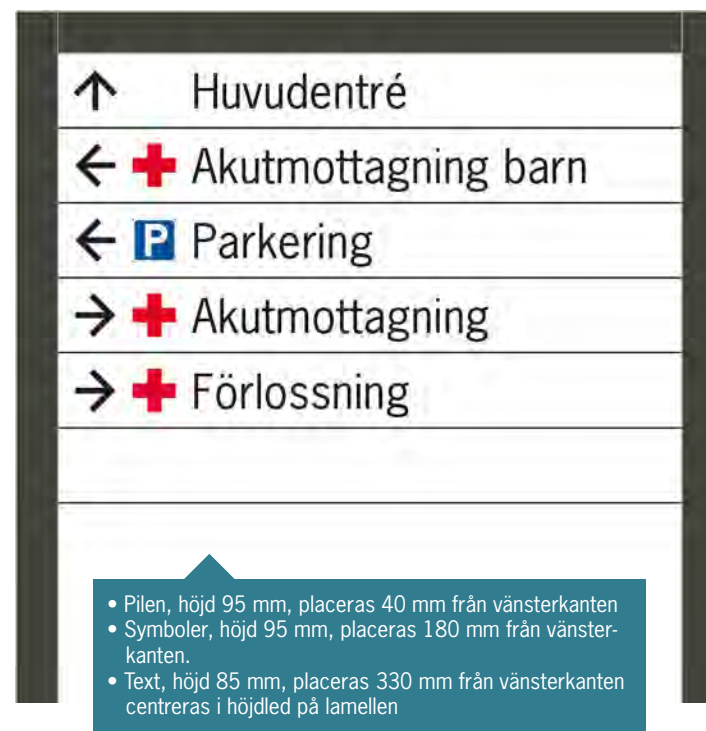 ↑ Huvudentré
← Akutmottagning barn
← P Parkering
→ Akutmottagning
→ Förlossning
• Pilen, höjd 95 mm, placeras 40 mm från vänsterkanten
• Symboler, höjd 95 mm, placeras 180 mm från vänster-
kanten.
• Text, höjd 85 mm, placeras 330 mm från vänsterkanten
centreras i höjdled på lamellen